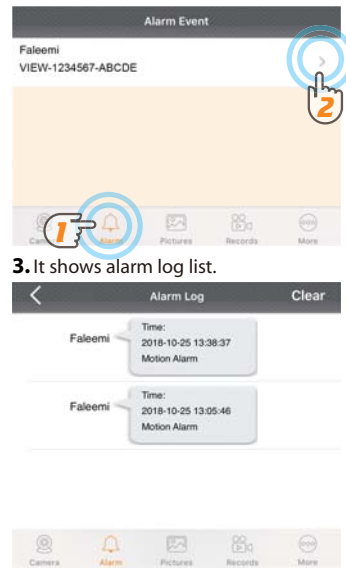 Alarm Event
Faleemi
VIEW-1234567-ABCDE
2
1
Alarm Pictures Records More
3. It shows alarm log list.
Alarm Log Clear
Time:
Faleemi 2018-10-25 13:38:37
Motion Alarm
Time:
Faleemi 2018-10-25 13:05:46
Motion Alarm
Camera Alarm Pictures Records More